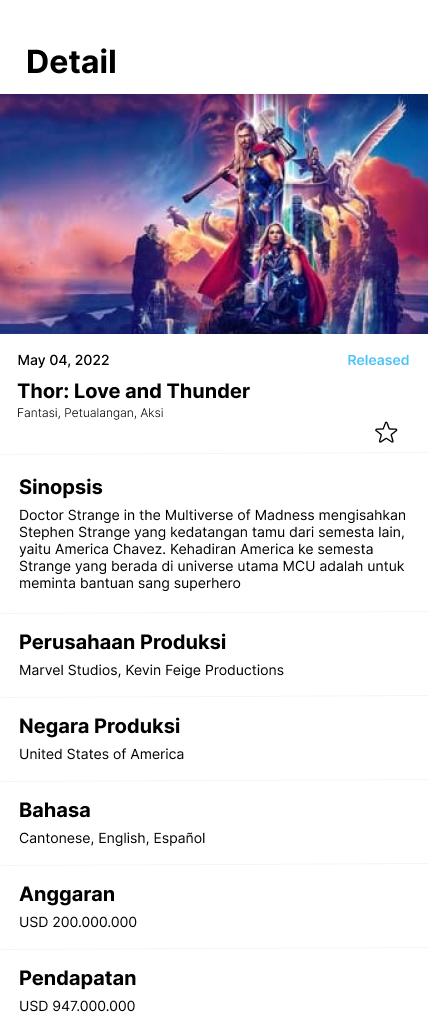 Detail
May 04, 2022
Released
Thor: Love and Thunder
Fantasi, Petualangan, Aksi
Sinopsis
Doctor Strange in the Multiverse of Madness mengisahkan
Stephen Strange yang kedatangan tamu dari semesta lain,
yaitu America Chavez. Kehadiran America ke semesta
Strange yang berada di universe utama MCU adalah untuk
meminta bantuan sang superhero
Perusahaan Produksi
Marvel Studios, Kevin Feige Productions
Negara Produksi
United States of America
Bahasa
Cantonese, English, Español
Anggaran
USD 200.000.000
Pendapatan
USD 947.000.000